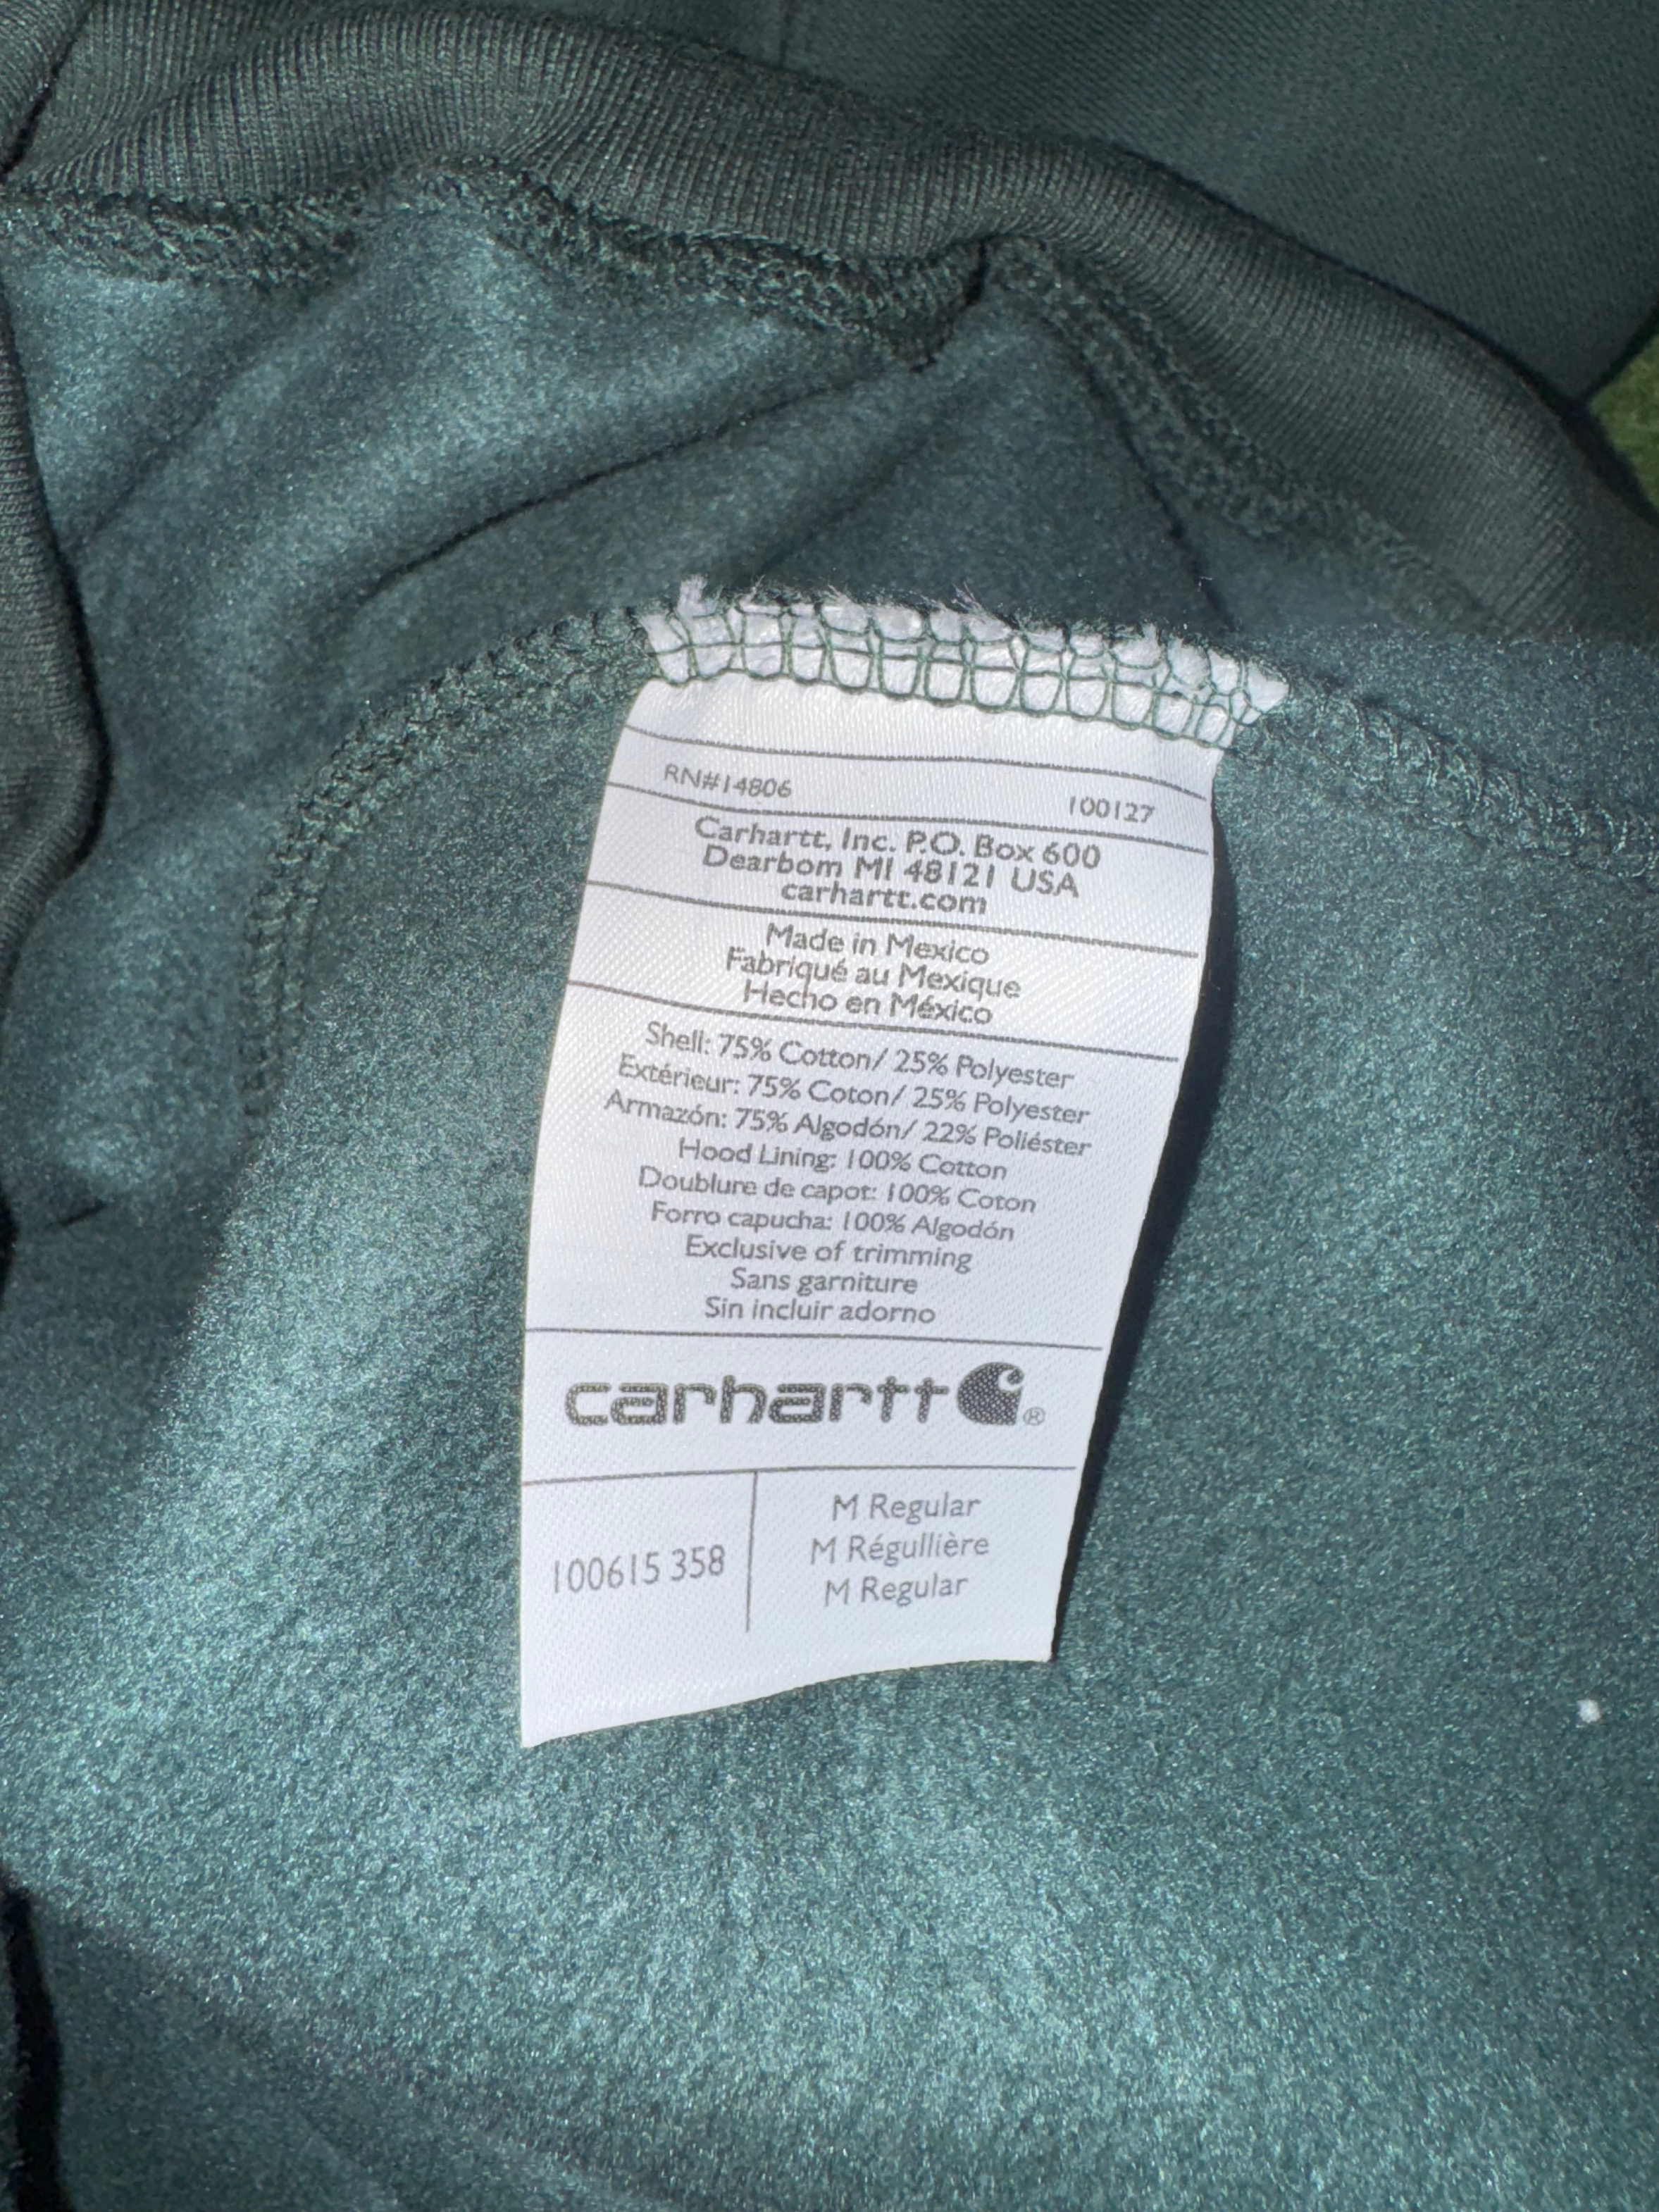 RN#14806 100127
Carhartt, Inc. P.O. Box 600
Dearbom MI 48121 USA
carhartt.com
Made in Mexico
Fabriqué au Mexique
Hecho en México
Shell: 75% Cotton/ 25% Polyester
Extérieur: 75% Coton/ 25% Polyester
Armazón: 75% Algodón/ 22% Poliéster
Hood Lining: 100% Cotton
Doublure de capot: 100% Coton
Forro capucha: 100% Algodón
Exclusive of trimming
Sans garniture
Sin incluir adorno
carhartt®
100615 358
M Regular
M Régullière
M Regular